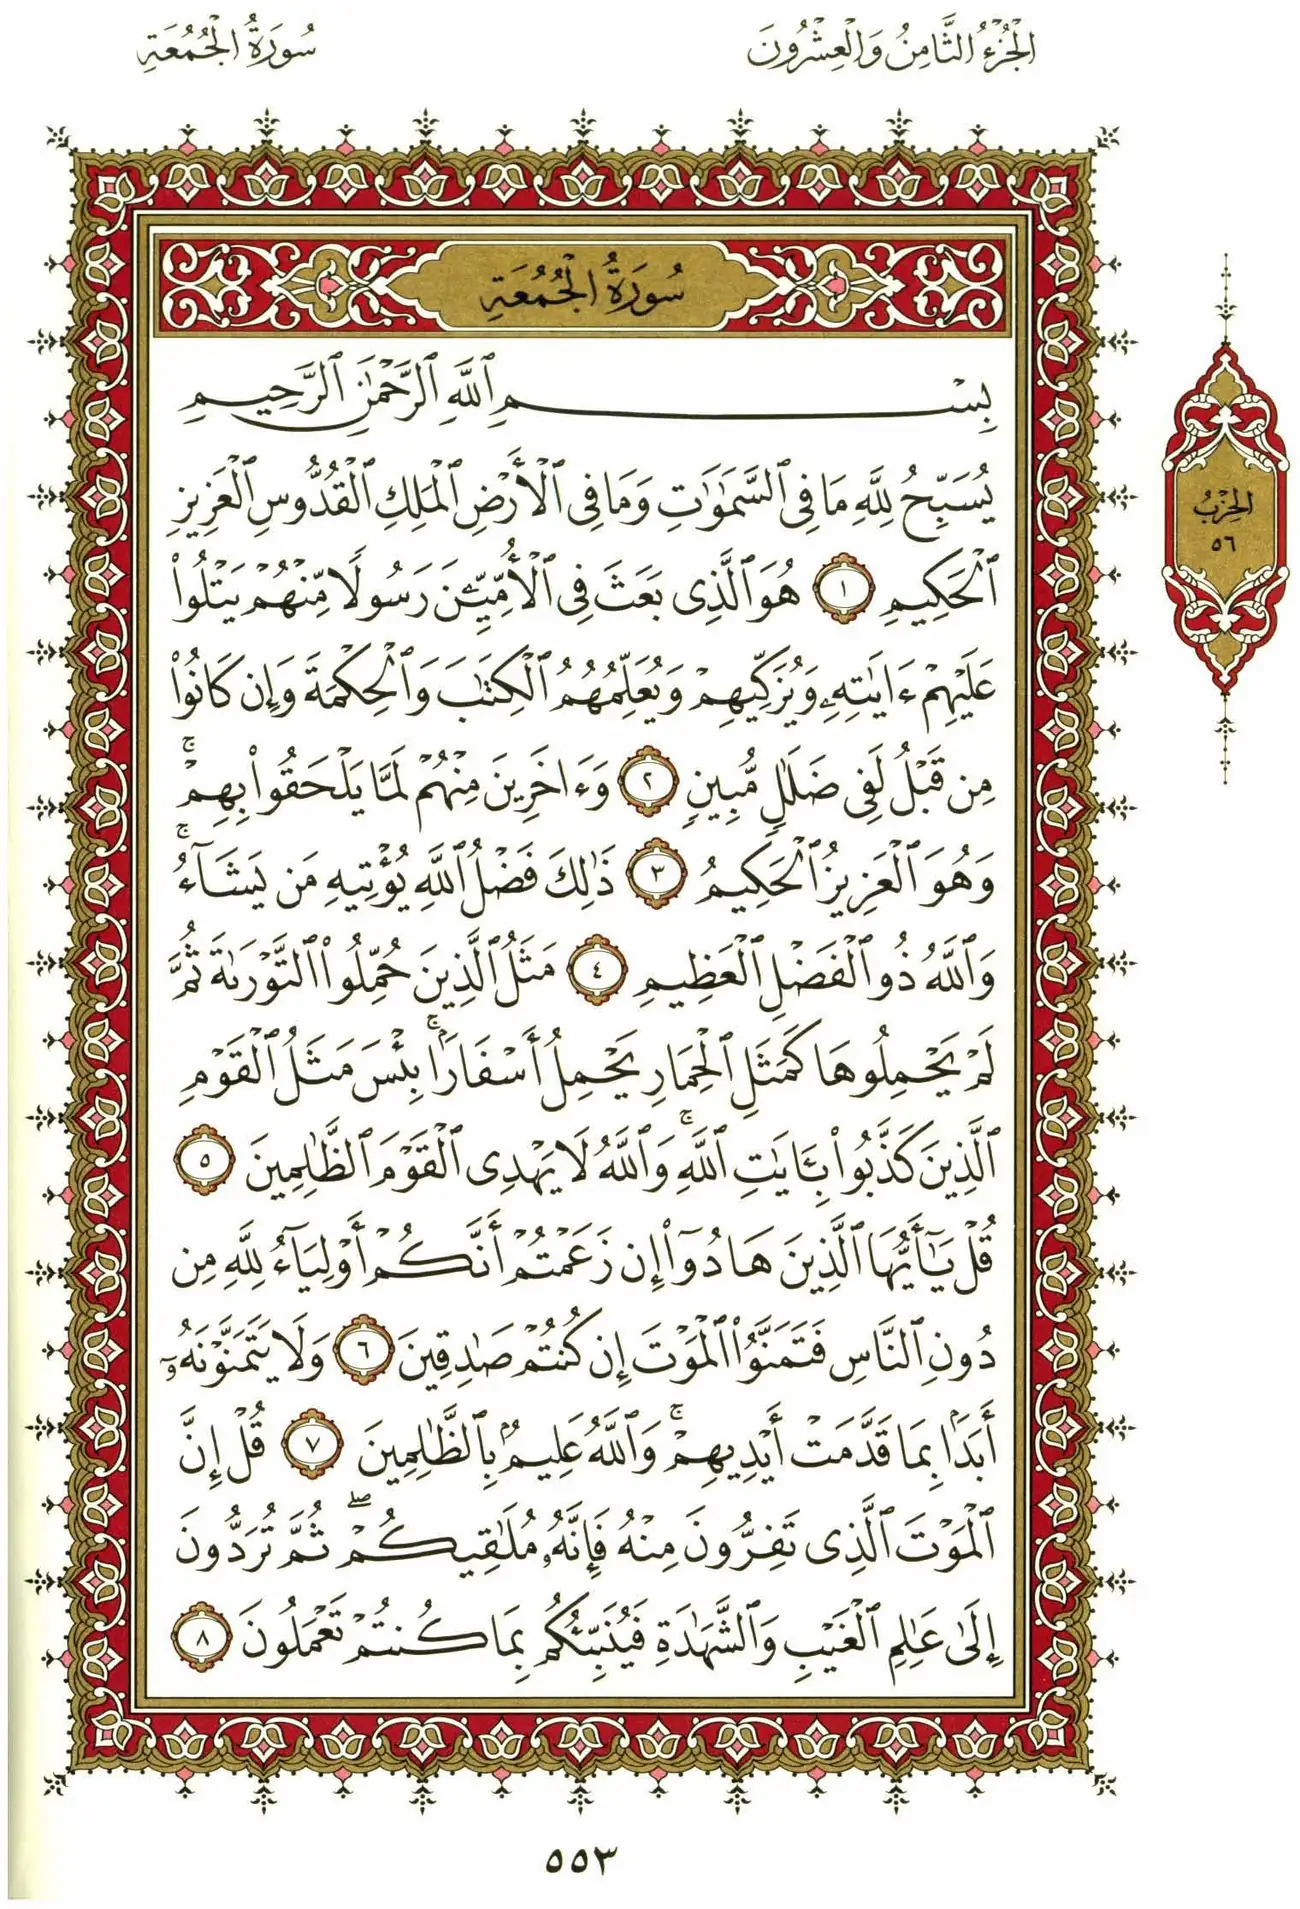 الجُزْءُ الثَّامِنُ وَالْعِشْرُونَ
سُورَةُ الْجُمُعَةِ
سُورَةُ الْجُمُعَةِ
بِسْمِ ٱللَّهِ ٱلرَّحْمَٰنِ ٱلرَّحِيمِ
يُسَبِّحُ لِلَّهِ مَا فِى ٱلسَّمَٰوَٰتِ وَمَا فِى ٱلْأَرْضِ ٱلْمَلِكِ ٱلْقُدُّوسِ ٱلْعَزِيزِ
ٱلْحَكِيمِ ١ هُوَ ٱلَّذِى بَعَثَ فِى ٱلْأُمِّيِّـۧنَ رَسُولًا مِّنْهُمْ يَتْلُوا۟
عَلَيْهِمْ ءَايَٰتِهِۦ وَيُزَكِّيهِمْ وَيُعَلِّمُهُمُ ٱلْكِتَٰبَ وَٱلْحِكْمَةَ وَإِن كَانُوا۟
مِن قَبْلُ لَفِى ضَلَٰلٍ مُّبِينٍ ٢ وَءَاخَرِينَ مِنْهُمْ لَمَّا يَلْحَقُوا۟ بِهِمْ ۚ
وَهُوَ ٱلْعَزِيزُ ٱلْحَكِيمُ ٣ ذَٰلِكَ فَضْلُ ٱللَّهِ يُؤْتِيهِ مَن يَشَآءُ ۚ
وَٱللَّهُ ذُو ٱلْفَضْلِ ٱلْعَظِيمِ ٤ مَثَلُ ٱلَّذِينَ حُمِّلُوا۟ ٱلتَّوْرَىٰةَ ثُمَّ
لَمْ يَحْمِلُوهَا كَمَثَلِ ٱلْحِمَارِ يَحْمِلُ أَسْفَارًۢا ۚ بِئْسَ مَثَلُ ٱلْقَوْمِ
ٱلَّذِينَ كَذَّبُوا۟ بِـَٔايَٰتِ ٱللَّهِ ۚ وَٱللَّهُ لَا يَهْدِى ٱلْقَوْمَ ٱلظَّٰلِمِينَ ٥
قُلْ يَٰٓأَيُّهَا ٱلَّذِينَ هَادُوٓا۟ إِن زَعَمْتُمْ أَنَّكُمْ أَوْلِيَآءُ لِلَّهِ مِن
دُونِ ٱلنَّاسِ فَتَمَنَّوُا۟ ٱلْمَوْتَ إِن كُنتُمْ صَٰدِقِينَ ٦ وَلَا يَتَمَنَّوْنَهُۥٓ
أَبَدًۢا بِمَا قَدَّمَتْ أَيْدِيهِمْ ۚ وَٱللَّهُ عَلِيمٌۢ بِٱلظَّٰلِمِينَ ٧ قُلْ إِنَّ
ٱلْمَوْتَ ٱلَّذِى تَفِرُّونَ مِنْهُ فَإِنَّهُۥ مُلَٰقِيكُمْ ۖ ثُمَّ تُرَدُّونَ
إِلَىٰ عَٰلِمِ ٱلْغَيْبِ وَٱلشَّهَٰدَةِ فَيُنَبِّئُكُم بِمَا كُنتُمْ تَعْمَلُونَ ٨
الحِزْبُ
٥٦
٥٥٣